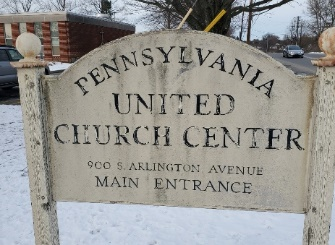 PENNSYLVANIA
UNITED
CHURCH CENTER
900 S. ARLINGTON AVENUE
MAIN ENTRANCE